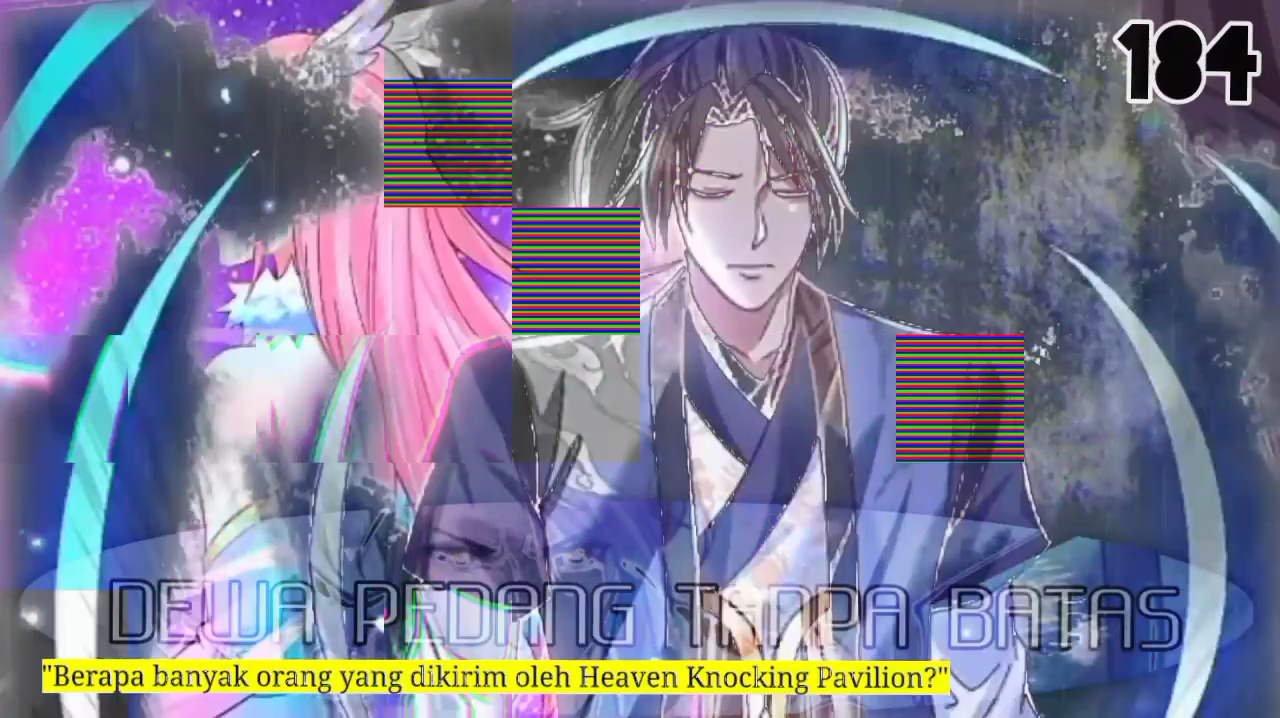 184
DEWA PEDANG TANPA BATAS
"Berapa banyak orang yang dikirim oleh Heaven Knocking Pavilion?"